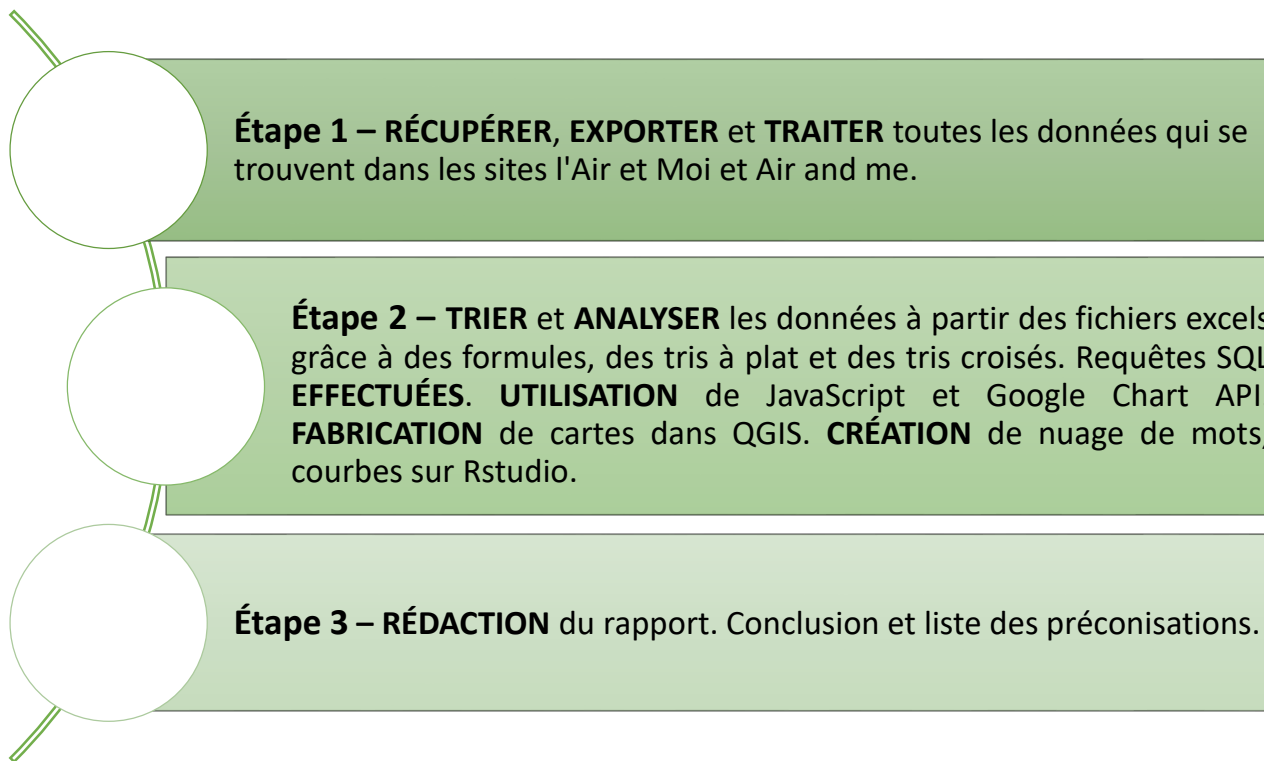 Étape 1 – RÉCUPÉRER, EXPORTER et TRAITER toutes les données qui se
trouvent dans les sites l'Air et Moi et Air and me.
Étape 2 – TRIER et ANALYSER les données à partir des fichiers excels
grâce à des formules, des tris à plat et des tris croisés. Requêtes SQL
EFFECTUÉES. UTILISATION de JavaScript et Google Chart API
FABRICATION de cartes dans QGIS. CRÉATION de nuage de mots,
courbes sur Rstudio.
Étape 3 – RÉDACTION du rapport. Conclusion et liste des préconisations.